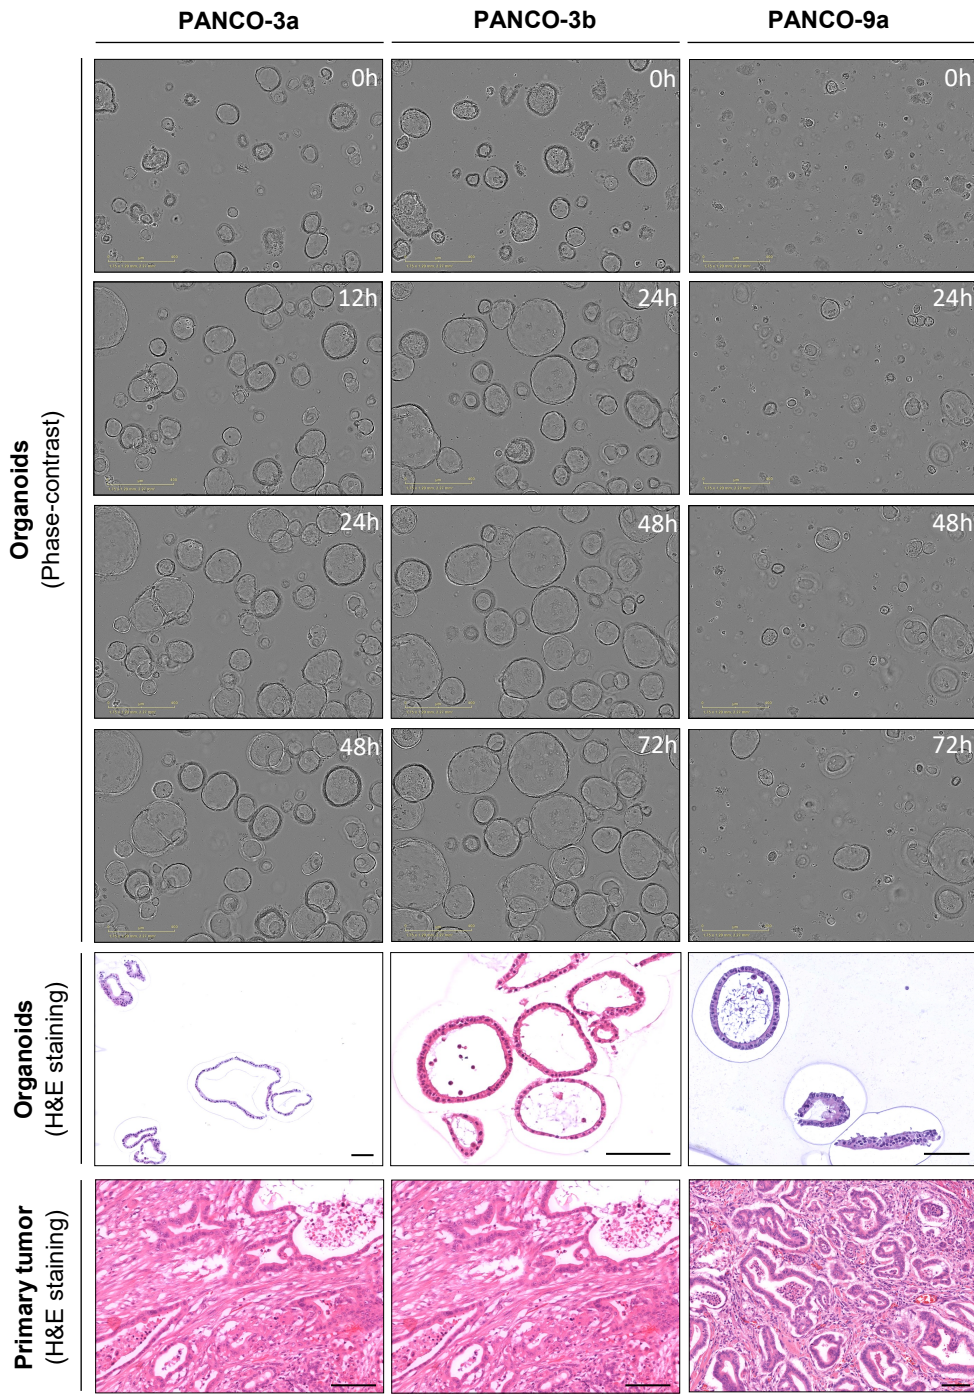 PANCO-3a PANCO-3b PANCO-9a
Organoids
(Phase-contrast)
0h 0h 0h
12h 24h 24h
24h 48h 48h
48h 72h 72h
Organoids
(H&E staining)
Primary tumor
(H&E staining)